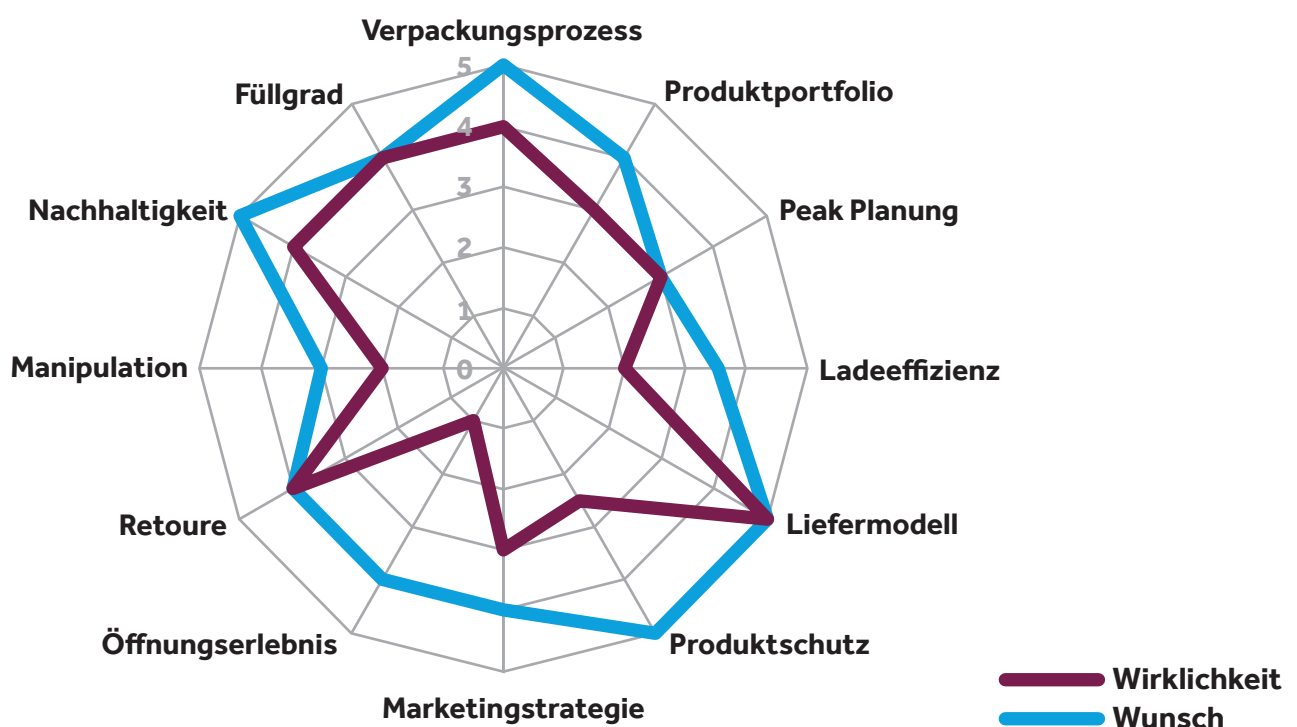 Verpackungsprozess
Füllgrad
5
Produktportfolio
4
Nachhaltigkeit
3
Peak Planung
2
1
Manipulation
0
Ladeeffizienz
Retoure
Liefermodell
Öffnungserlebnis
Produktschutz
Marketingstrategie
Wirklichkeit
Wunsch